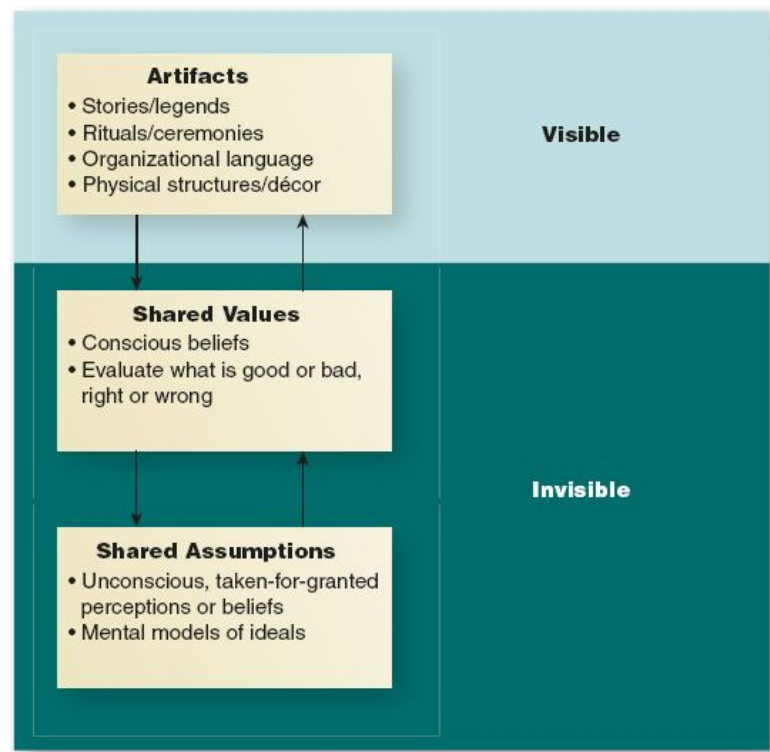 Artifacts
• Stories/legends
• Rituals/ceremonies
• Organizational language
• Physical structures/décor
Visible
Shared Values
• Conscious beliefs
• Evaluate what is good or bad,
right or wrong
Invisible
Shared Assumptions
• Unconscious, taken-for-granted
perceptions or beliefs
• Mental models of ideals